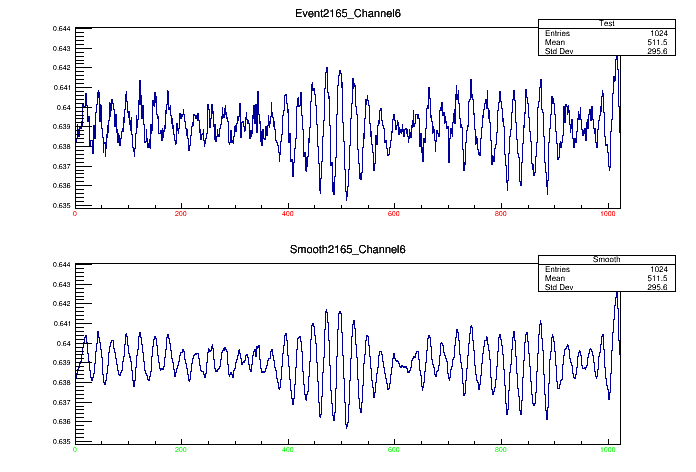 Event2165_Channel6
Test
Entries 1024
Mean 511.5
Std Dev 295.6
0.644
0.643
0.642
0.641
0.64
0.639
0.638
0.637
0.636
0.635
0 200 400 600 800 1000
Smooth2165_Channel6
Smooth
Entries 1024
Mean 511.5
Std Dev 295.6
0.644
0.643
0.642
0.641
0.64
0.639
0.638
0.637
0.636
0.635
0 200 400 600 800 1000